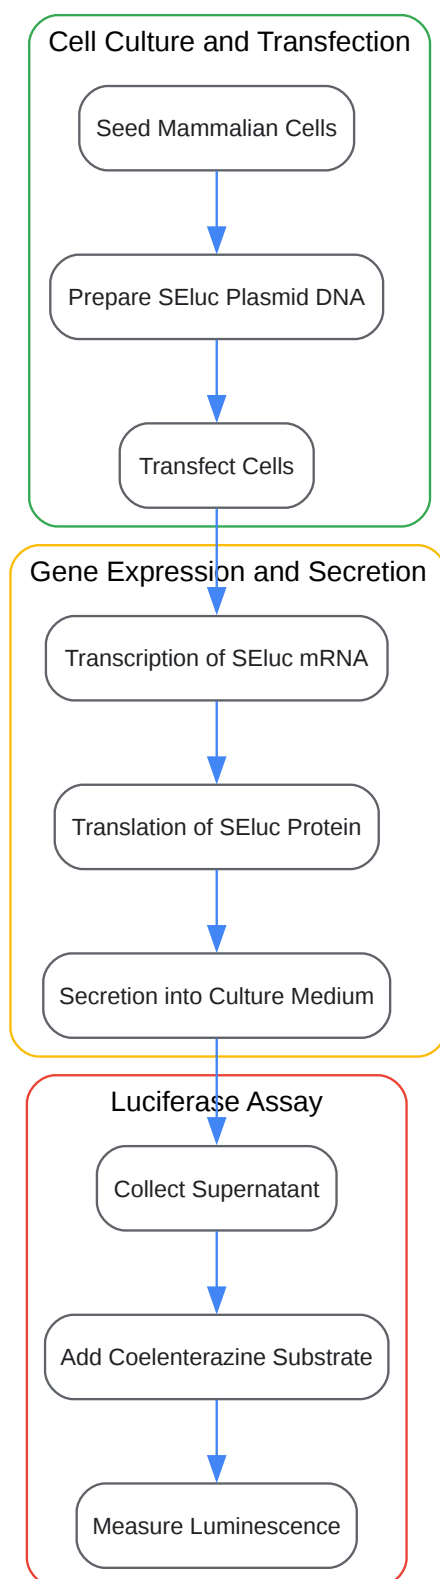 Cell Culture and Transfection
Seed Mammalian Cells
Prepare SEluc Plasmid DNA
Transfect Cells
Gene Expression and Secretion
Transcription of SEluc mRNA
Translation of SEluc Protein
Secretion into Culture Medium
Luciferase Assay
Collect Supernatant
Add Coelenterazine Substrate
Measure Luminescence